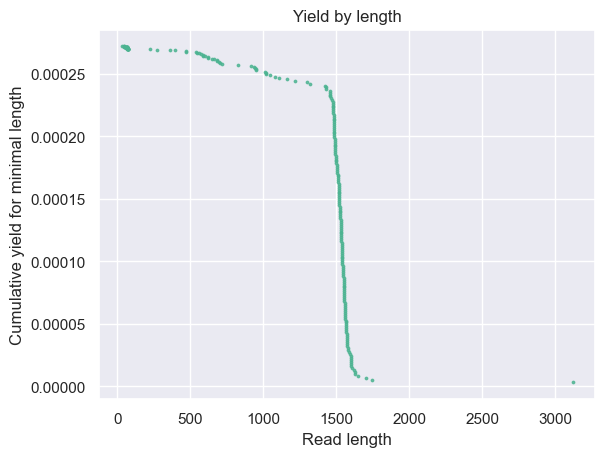 Yield by length
Cumulative yield for minimal length
0.00025
0.00020
0.00015
0.00010
0.00005
0.00000
0 500 1000 1500 2000 2500 3000
Read length